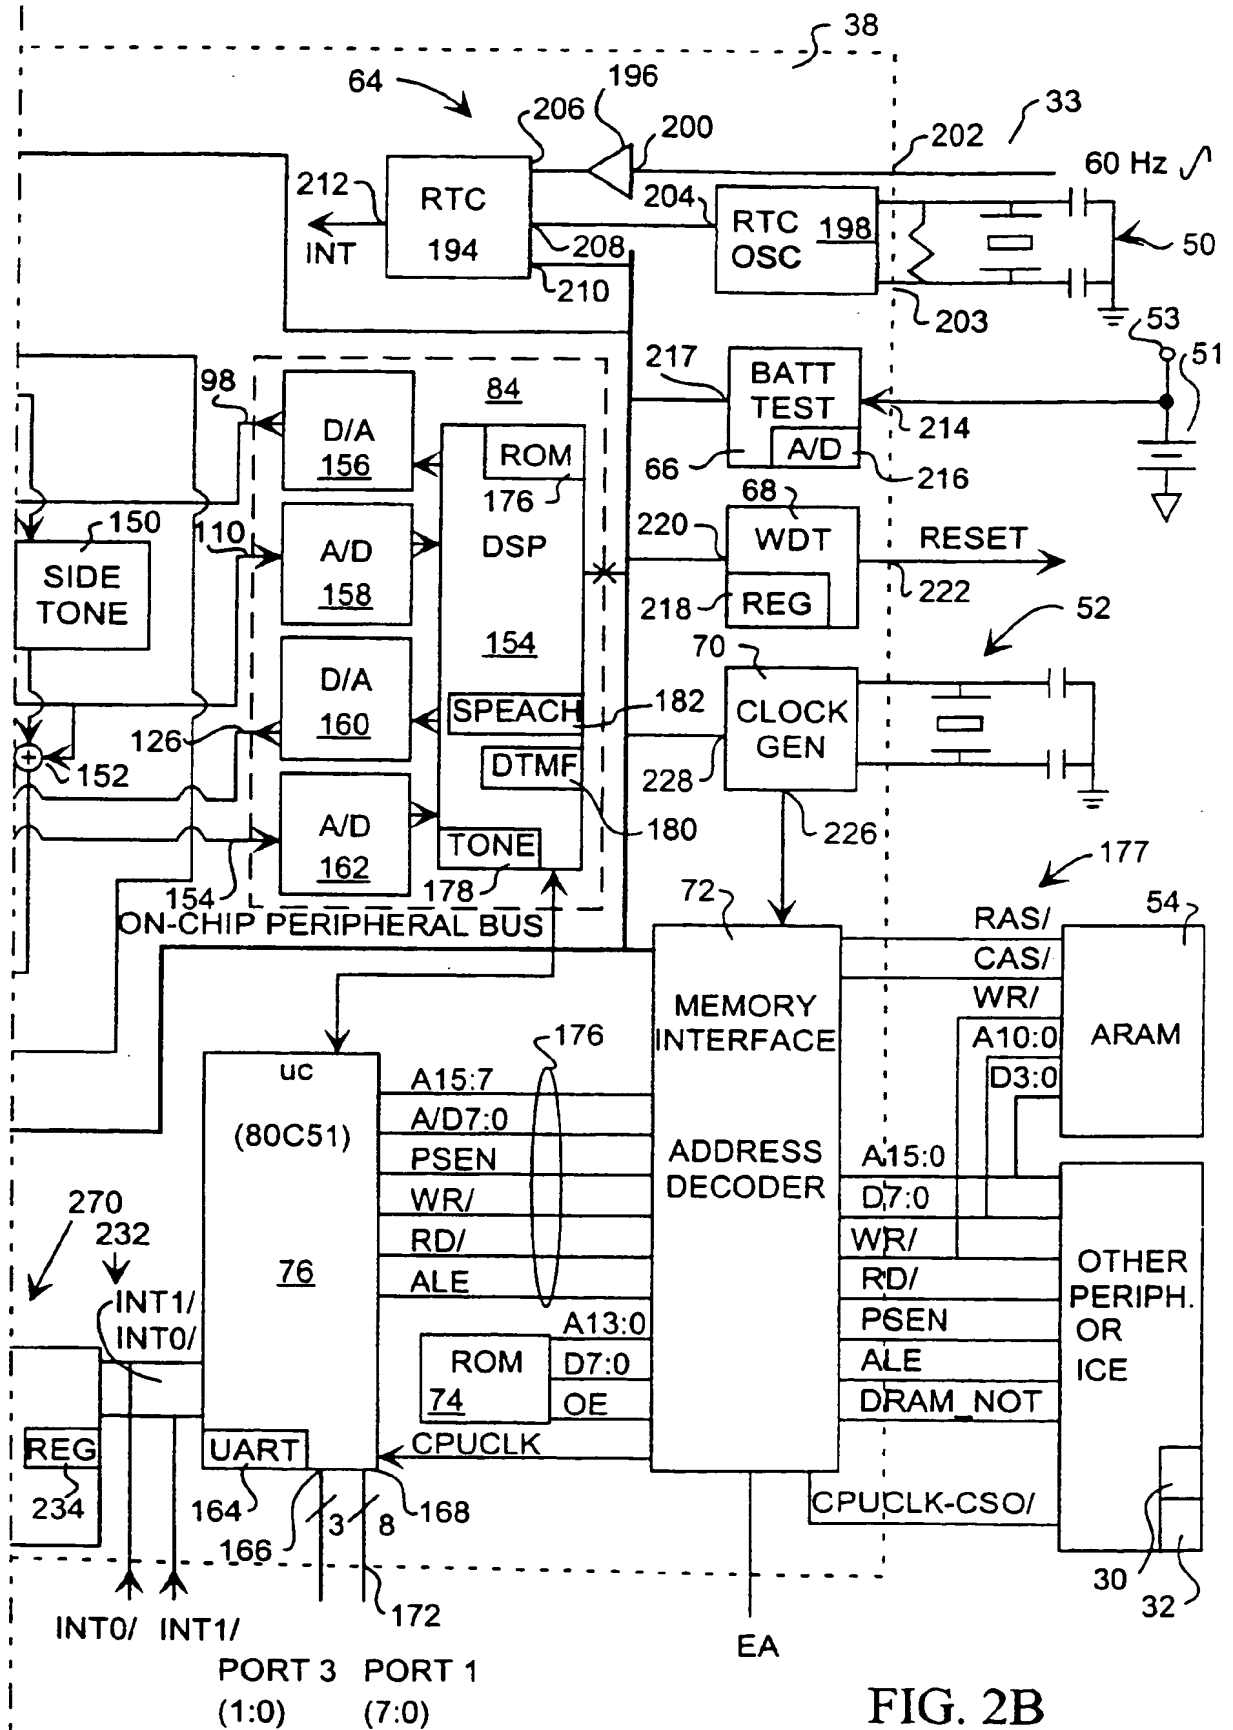 38
64
196
206
200
33
202
60 Hz
212
RTC
194
204
RTC
OSC
198
50
INT
208
210
203
53
51
217
BATT
TEST
214
A/D
66
216
98
84
D/A
156
ROM
176
68
150
110
220
WDT
RESET
A/D
158
DSP
SIDE
TONE
218
REG
222
52
154
70
D/A
160
SPEACH
182
CLOCK
GEN
126
152
DTMF
228
180
226
A/D
162
TONE
177
154
178
72
54
ON-CHIP PERIPHERAL BUS
RAS/
CAS/
WR/
A10:0
D3:0
ARAM
MEMORY
INTERFACE
176
uc
(80C51)
A15:7
A/D7:0
PSEN
WR/
RD/
ALE
ADDRESS
DECODER
A15:0
D7:0
WR/
RD/
PSEN
ALE
DRAM_NOT
270
232
76
INT1/
INT0/
OTHER
PERIPH.
OR
ICE
A13:0
ROM
D7:0
74
OE
CPUCLK
REG
UART
234
164
3
8
168
CPUCLK-CSO/
166
30
32
172
INT0/
INT1/
EA
PORT 3
(1:0)
PORT 1
(7:0)
FIG. 2B